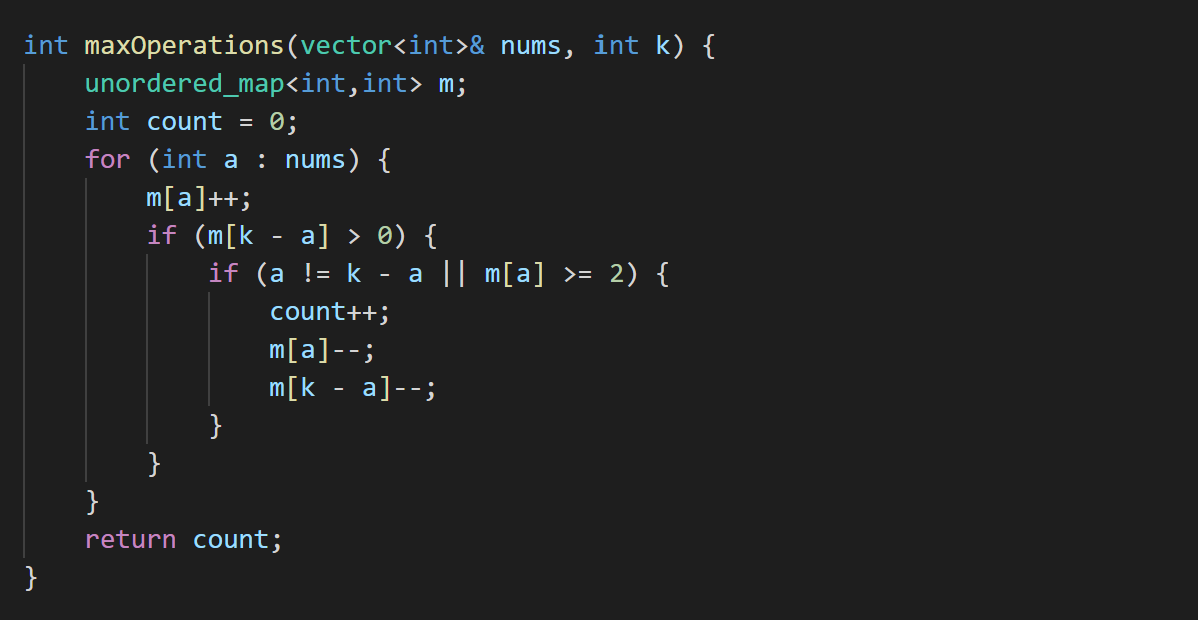 int maxOperations(vector<int>& nums, int k) {
    unordered_map<int,int> m;
    int count = 0;
    for (int a : nums) {
        m[a]++;
        if (m[k - a] > 0) {
            if (a != k - a || m[a] >= 2) {
                count++;
                m[a]--;
                m[k - a]--;
            }
        }
    }
    return count;
}